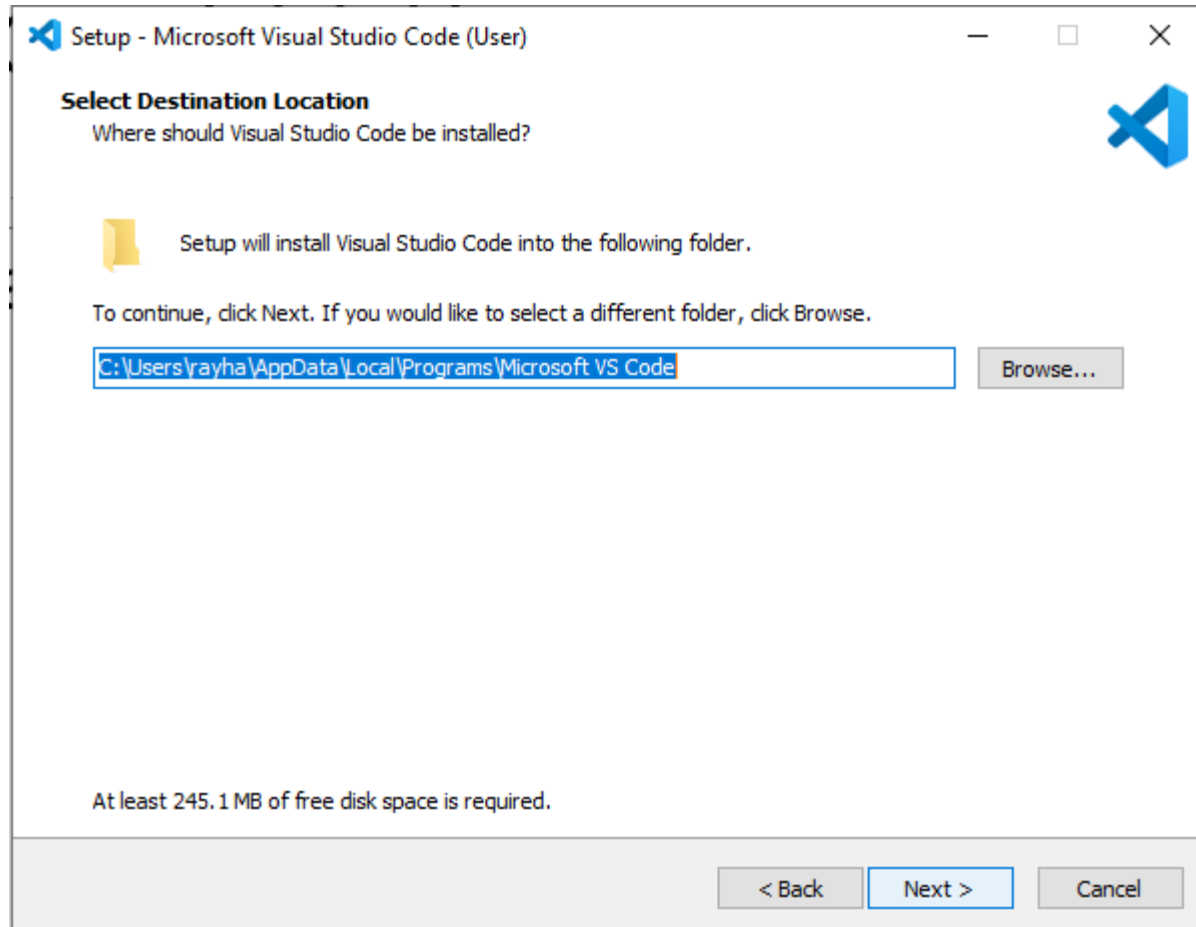 Setup - Microsoft Visual Studio Code (User)
Select Destination Location
Where should Visual Studio Code be installed?
Setup will install Visual Studio Code into the following folder.
To continue, click Next. If you would like to select a different folder, click Browse.
C:\Users\rayha\AppData\Local\Programs\Microsoft VS Code
Browse...
At least 245.1 MB of free disk space is required.
< Back
Next >
Cancel